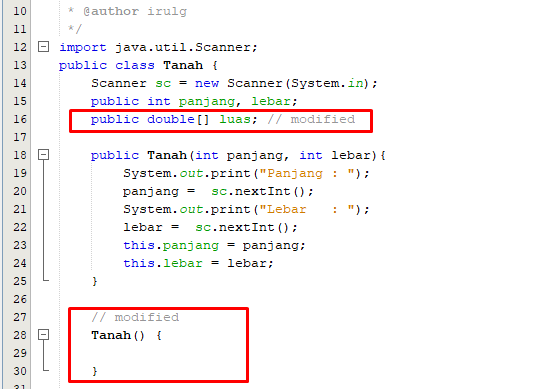 10 * @author irulg
11 */
12 import java.util.Scanner;
13 public class Tanah {
14 Scanner sc = new Scanner(System.in);
15 public int panjang, lebar;
16 public double[] luas; // modified
17
18 public Tanah(int panjang, int lebar){
19 System.out.print("Panjang : ");
20 panjang =  sc.nextInt();
21 System.out.print("Lebar   : ");
22 lebar =  sc.nextInt();
23 this.panjang = panjang;
24 this.lebar = lebar;
25 }
26
27 // modified
28 Tanah() {
29
30 }